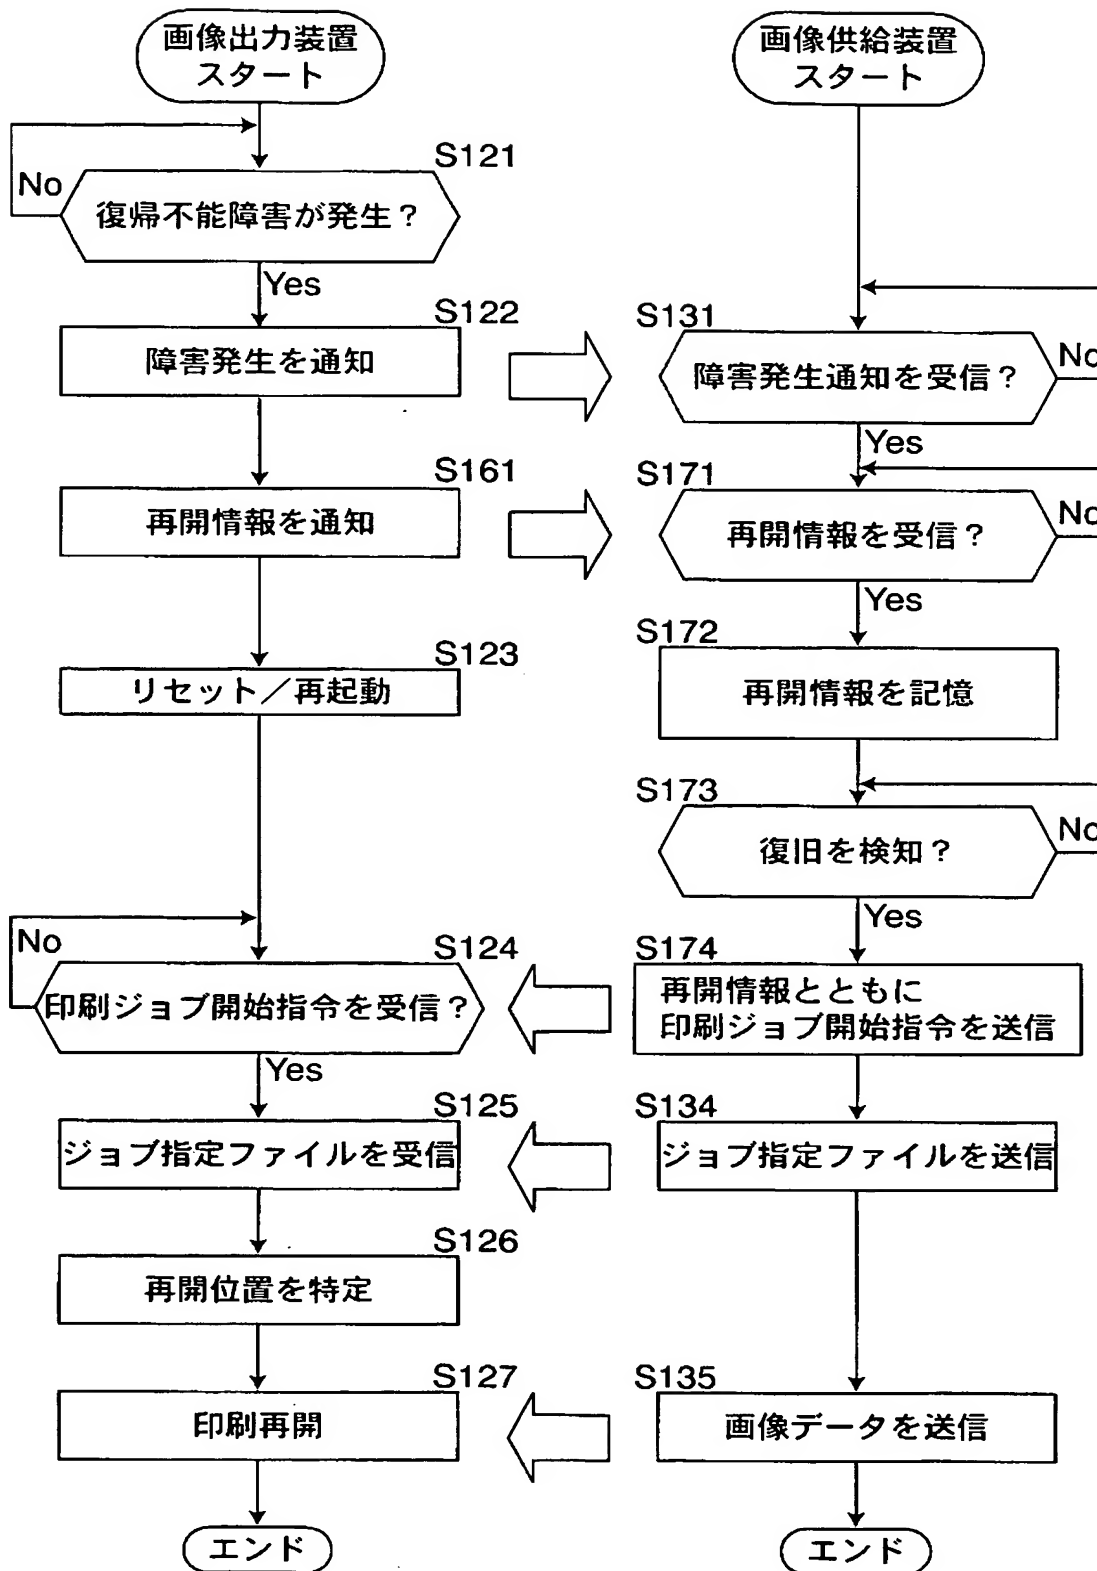 画像出力装置
スタート
S121
No
復帰不能障害が発生？
Yes
S122
障害発生を通知
S161
再開情報を通知
S123
リセット／再起動
No
S124
印刷ジョブ開始指令を受信？
Yes
S125
ジョブ指定ファイルを受信
S126
再開位置を特定
S127
印刷再開
エンド
画像供給装置
スタート
S131
No
障害発生通知を受信？
Yes
S171
No
再開情報を受信？
Yes
S172
再開情報を記憶
S173
No
復旧を検知？
Yes
S174
再開情報とともに
印刷ジョブ開始指令を送信
S134
ジョブ指定ファイルを送信
S135
画像データを送信
エンド